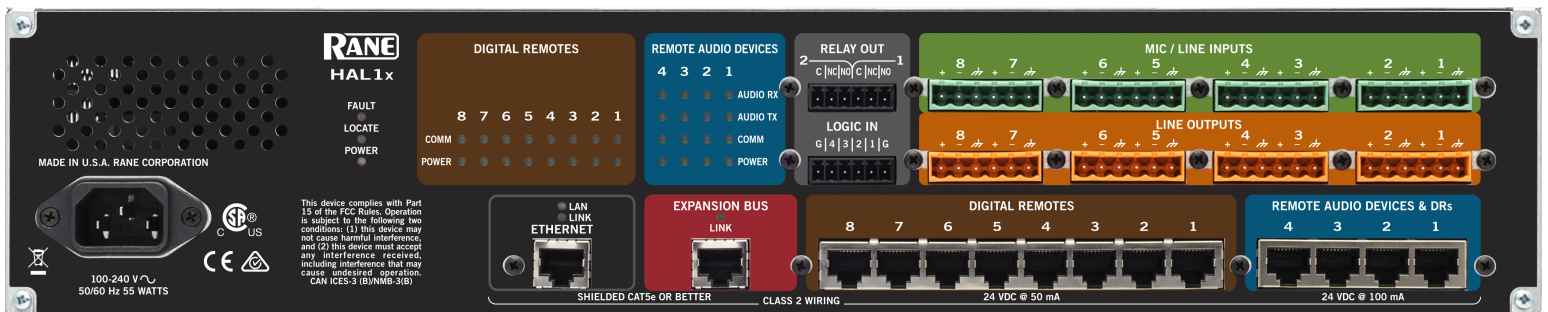 RANE
HAL1x
FAULT
LOCATE
POWER
MADE IN U.S.A. RANE CORPORATION
100-240 V
50/60 Hz 55 WATTS
SA ®
C US
CE
This device complies with Part
15 of the FCC Rules. Operation
is subject to the following two
conditions: (1) this device may
not cause harmful interference,
and (2) this device must accept
any interference received,
including interference that may
cause undesired operation.
CAN ICES-3 (B)/NMB-3(B)
DIGITAL REMOTES
8 7 6 5 4 3 2 1
COMM
POWER
REMOTE AUDIO DEVICES
4 3 2 1
AUDIO RX
AUDIO TX
COMM
POWER
RELAY OUT
2 1
C NC NO C NC NO
LOGIC IN
G 4 3 2 1 G
MIC / LINE INPUTS
8 7 6 5 4 3 2 1
+ – + – + – + – + – + – + – + –
LINE OUTPUTS
8 7 6 5 4 3 2 1
+ – + – + – + – + – + – + – + –
LAN
LINK
ETHERNET
EXPANSION BUS
LINK
DIGITAL REMOTES
8 7 6 5 4 3 2 1
REMOTE AUDIO DEVICES & DRs
4 3 2 1
SHIELDED CAT5e OR BETTER
CLASS 2 WIRING
24 VDC @ 50 mA
24 VDC @ 100 mA